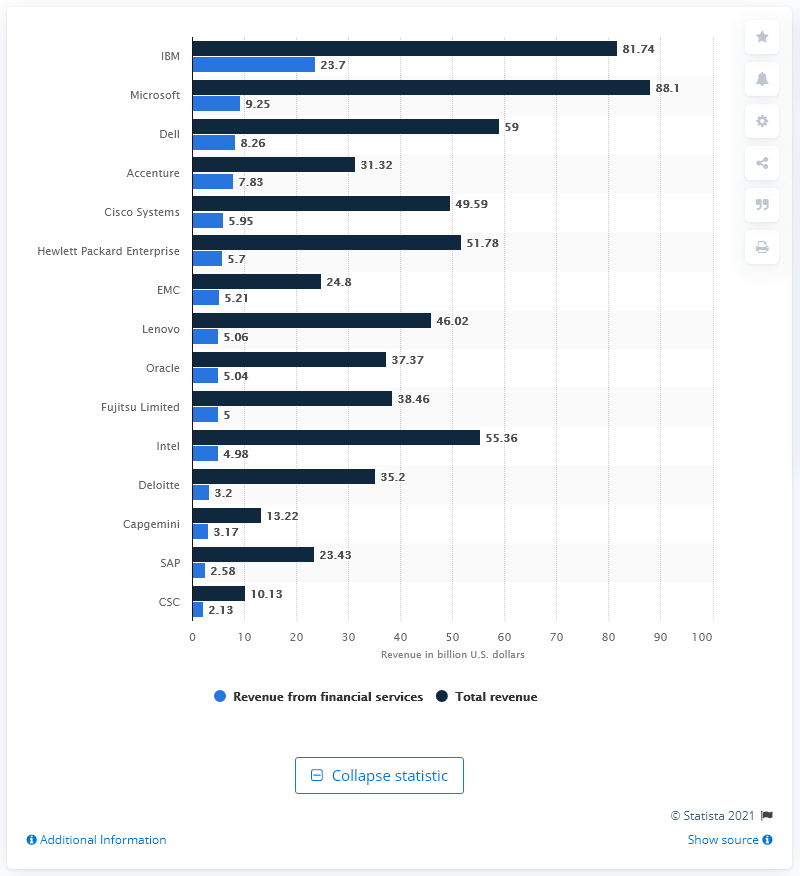 IBM
81.74
23.7
Microsoft
88.1
9.25
Dell
59
8.26
Accenture
31.32
7.83
Cisco Systems
49.59
5.95
Hewlett Packard Enterprise
51.78
5.7
EMC
24.8
5.21
Lenovo
46.02
5.06
Oracle
37.37
5.04
Fujitsu Limited
38.46
5
Intel
55.36
4.98
Deloitte
35.2
3.2
Capgemini
13.22
3.17
SAP
23.43
2.58
CSC
10.13
2.13
0 10 20 30 40 50 60 70 80 90 100
Revenue in billion U.S. dollars
Revenue from financial services Total revenue
Collapse statistic
© Statista 2021
Additional Information Show source